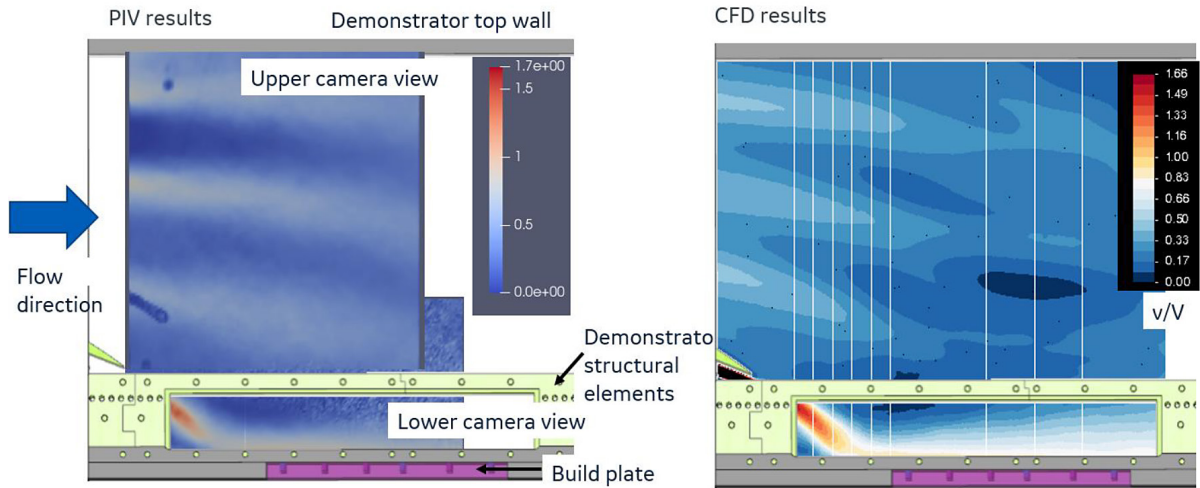 PIV results
Demonstrator top wall
CFD results
Upper camera view
1.7e+00
1.5
1
0.5
0.0e+00
1.66
1.49
1.33
1.16
1.00
0.83
0.66
0.50
0.33
0.17
0.00
v/V
Flow
direction
Demonstrato
structural
elements
Lower camera view
Build plate